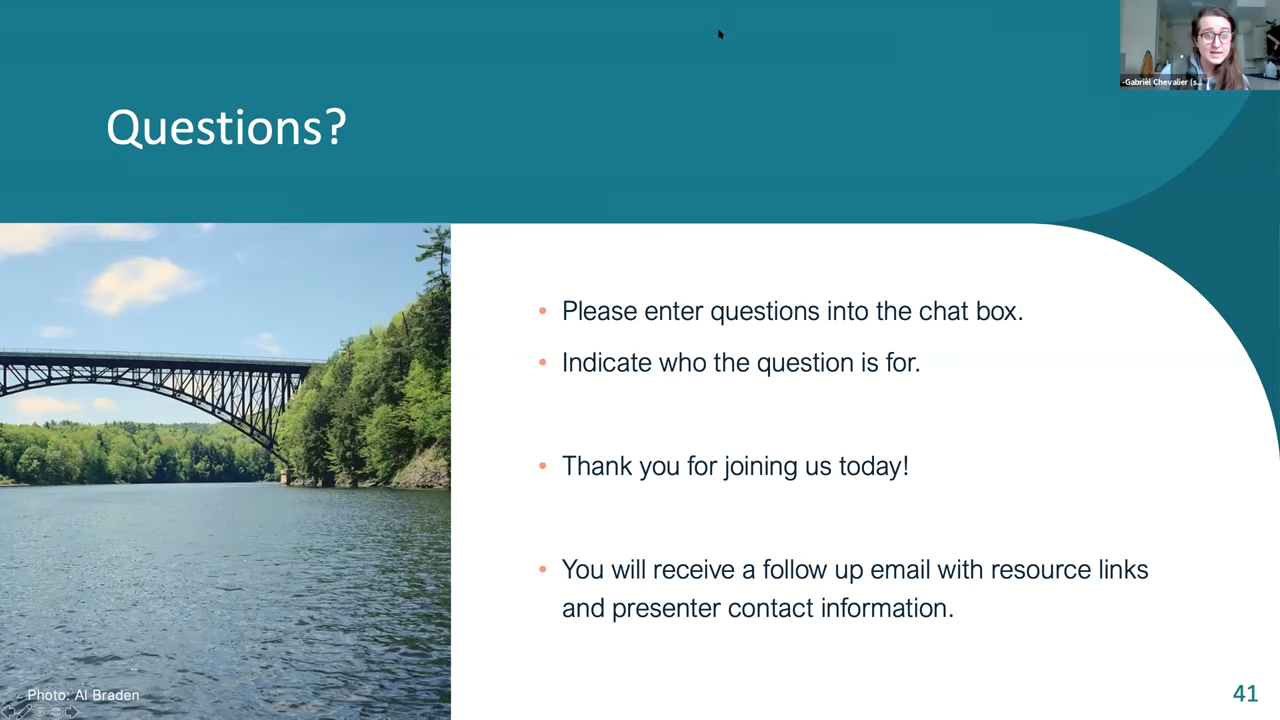 -Gabrièl Chevalier (s...
Questions?
• Please enter questions into the chat box.
• Indicate who the question is for.
• Thank you for joining us today!
• You will receive a follow up email with resource links
and presenter contact information.
Photo: Al Braden
41